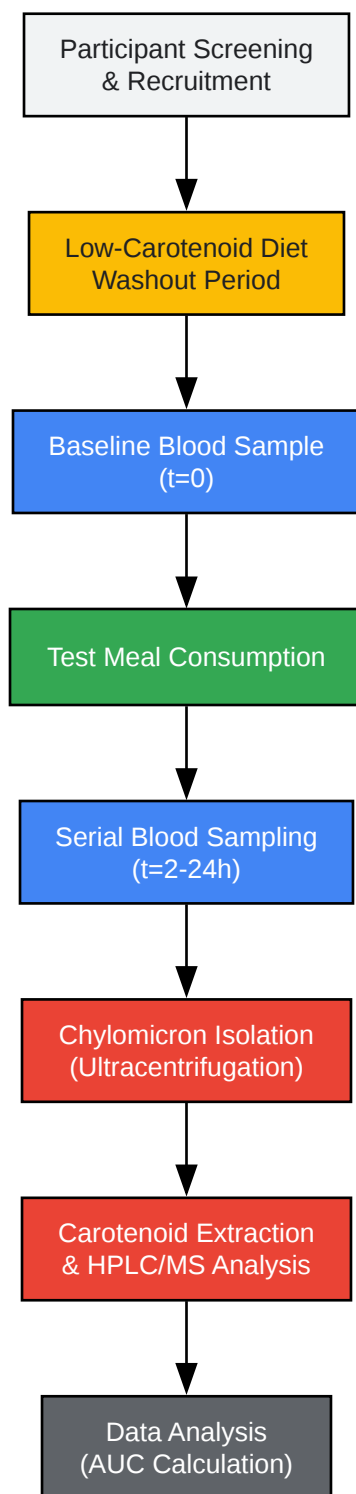 Participant Screening
& Recruitment
Low-Carotenoid Diet
Washout Period
Baseline Blood Sample
(t=0)
Test Meal Consumption
Serial Blood Sampling
(t=2-24h)
Chylomicron Isolation
(Ultracentrifugation)
Carotenoid Extraction
& HPLC/MS Analysis
Data Analysis
(AUC Calculation)